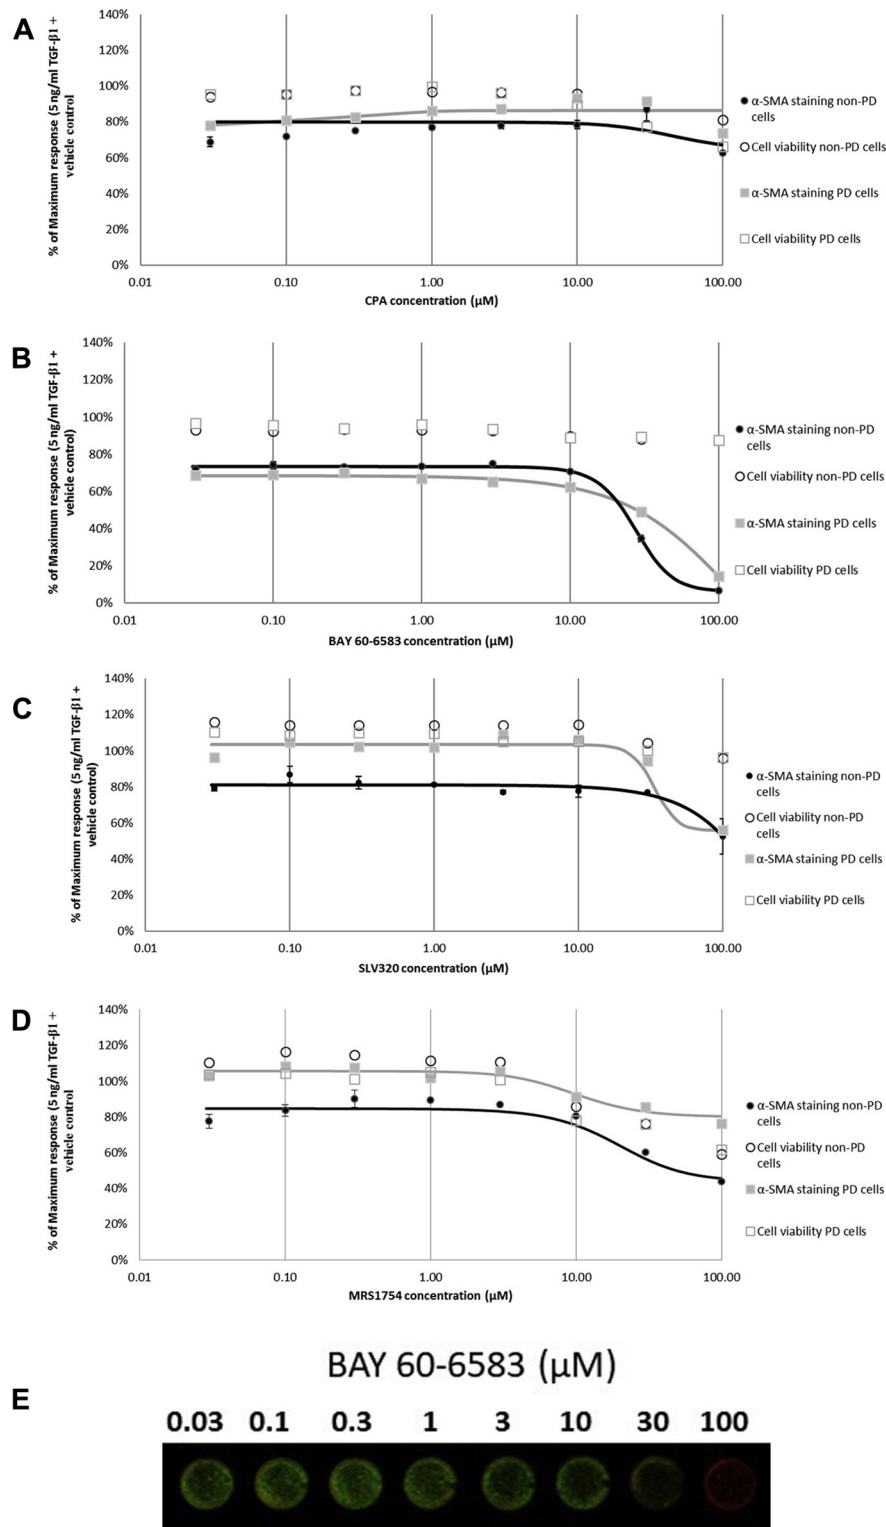 A
% of Maximum response (5 ng/ml TGF-β1 +
vehicle control
140%
120%
100%
80%
60%
40%
20%
0%
0.01
0.10
1.00
10.00
100.00
CPA concentration (µM)
α-SMA staining non-PD
cells
Cell viability non-PD cells
α-SMA staining PD cells
Cell viability PD cells
B
% of Maximum response (5 ng/ml TGF-β1 +
vehicle control)
140%
120%
100%
80%
60%
40%
20%
0%
0.01
0.10
1.00
10.00
100.00
BAY 60-6583 concentration (µM)
α-SMA staining non-PD
cells
Cell viability non-PD cells
α-SMA staining PD cells
Cell viability PD cells
C
% of Maximum response (5 ng/ml TGF-β1 +
vehicle control)
140%
120%
100%
80%
60%
40%
20%
0%
0.01
0.10
1.00
10.00
100.00
SLV320 concentration (µM)
α-SMA staining non-PD
cells
Cell viability non-PD
cells
α-SMA staining PD cells
Cell viability PD cells
D
% of Maximum response (5 ng/ml TGF-β1 +
vehicle control
140%
120%
100%
80%
60%
40%
20%
0%
0.01
0.10
1.00
10.00
100.00
MRS1754 concentration (µM)
α-SMA staining non-PD
cells
Cell viability non-PD
cells
α-SMA staining PD cells
Cell viability PD cells
E
BAY 60-6583 (µM)
0.03 0.1 0.3 1 3 10 30 100